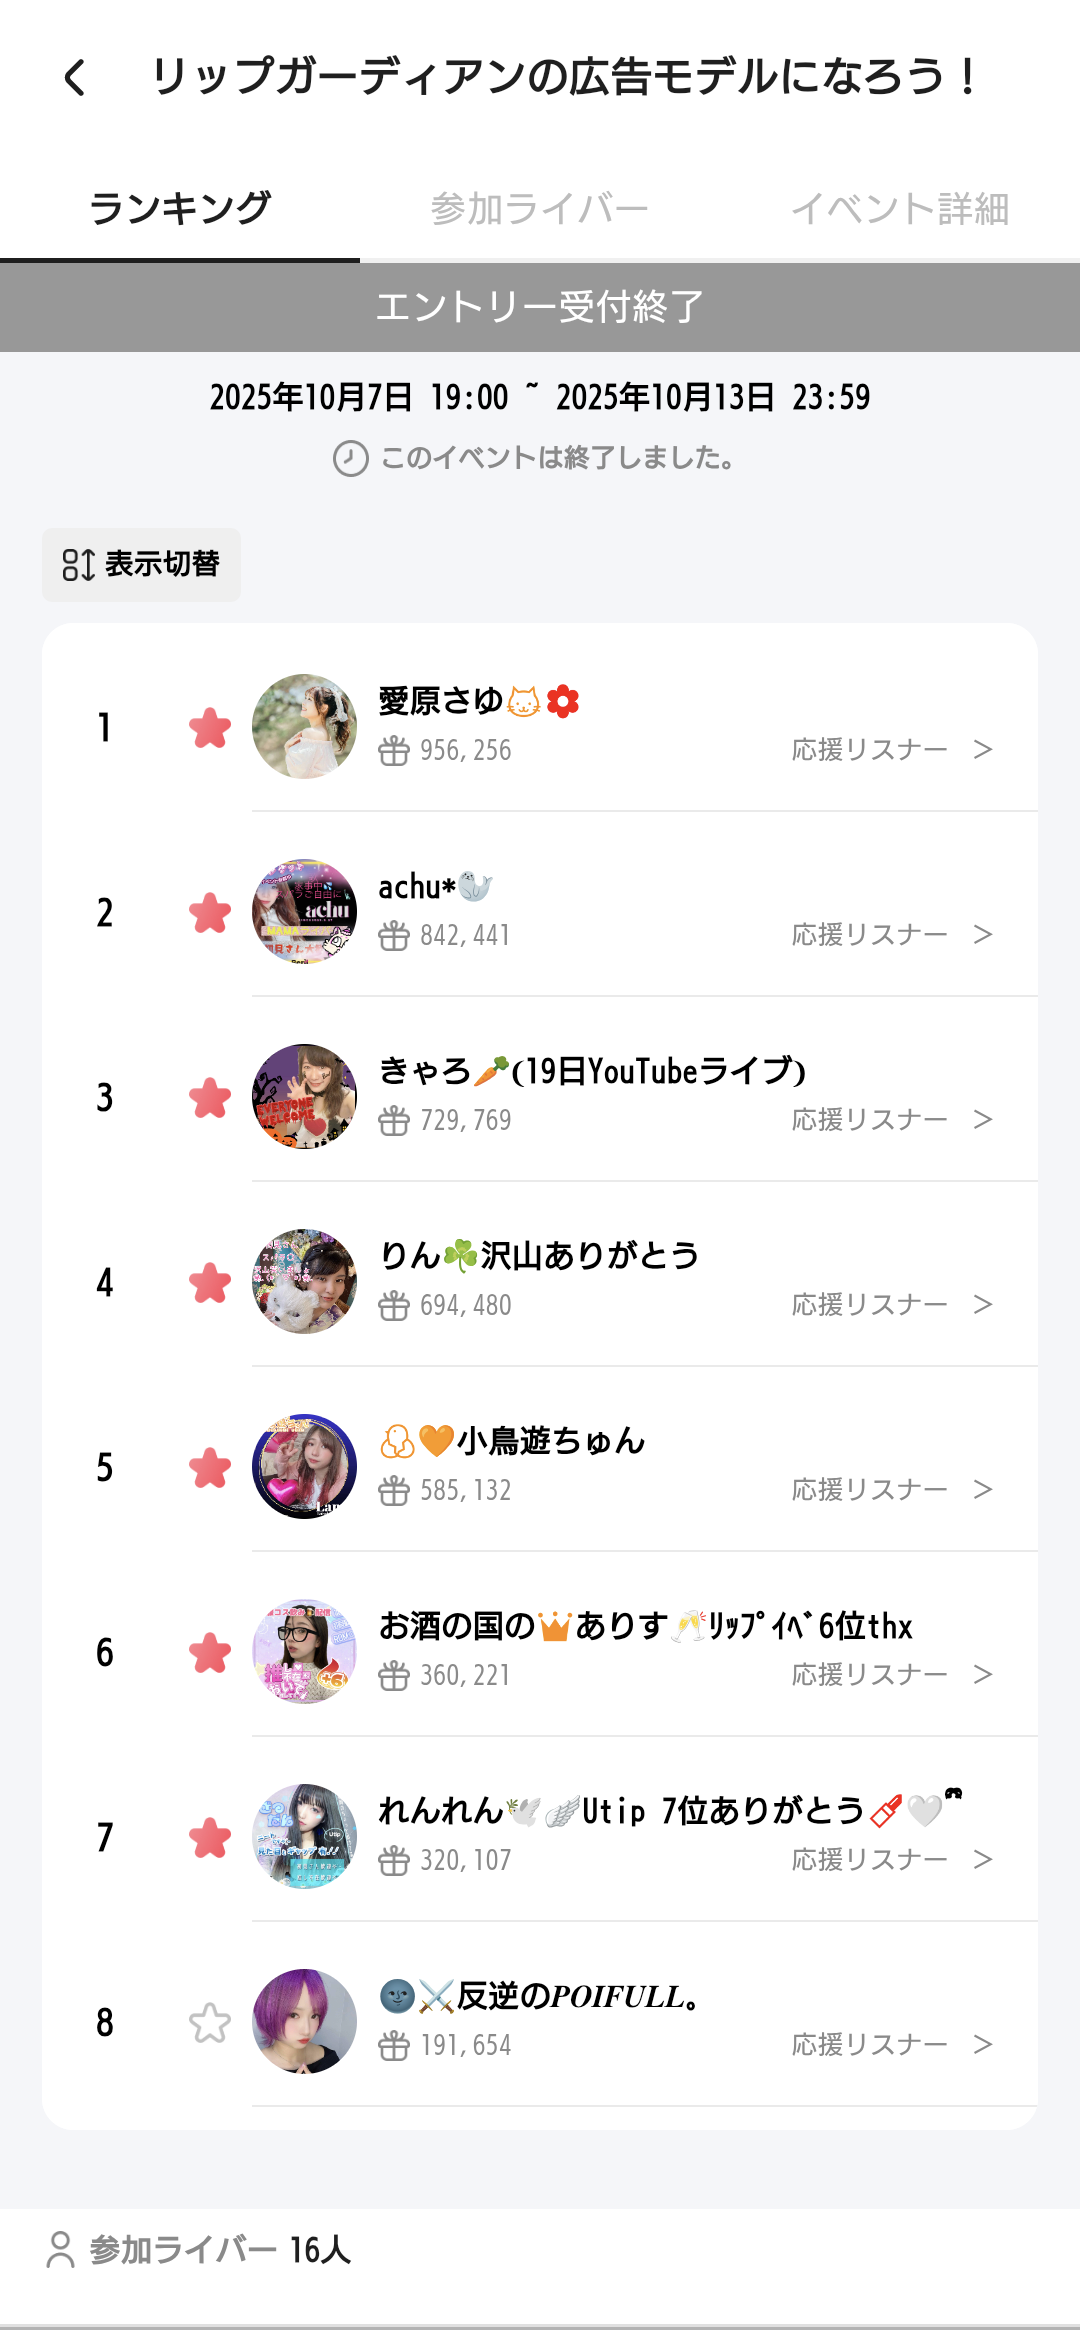 リップガーディアンの広告モデルになろう！
ランキング 参加ライバー イベント詳細
エントリー受付終了
2025年10月7日 19:00 ~ 2025年10月13日 23:59
このイベントは終了しました。
表示切替
1
愛原さゆ🐱🌺
956,256 応援リスナー >
2
achu*🦭
842,441 応援リスナー >
3
きゃろ🥕(19日YouTubeライブ)
729,769 応援リスナー >
4
りん☘️沢山ありがとう
694,480 応援リスナー >
5
🐤🧡小鳥遊ちゅん
585,132 応援リスナー >
6
お酒の国の👑ありす🥂ﾘｯﾌﾟｲﾍﾞ6位thx
360,221 応援リスナー >
7
れんれん🕊️🪽Utip 7位ありがとう💄🤍
320,107 応援リスナー >
8
🌚⚔️反逆の𝑷𝑶𝑰𝑭𝑼𝑳𝑳。
191,654 応援リスナー >
参加ライバー 16人